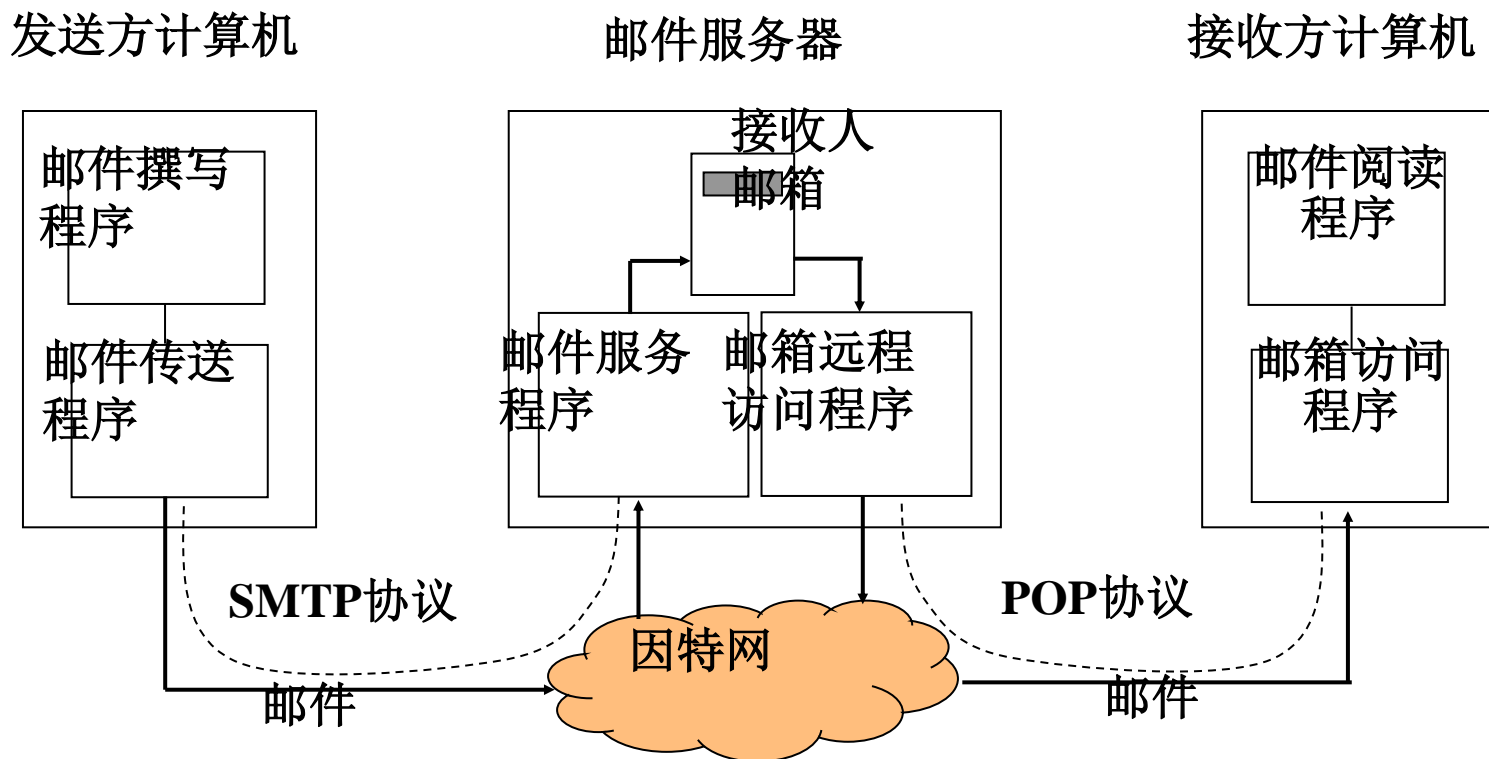 发送方计算机
邮件服务器
接收方计算机
接收人
邮箱
邮件撰写
程序
邮件阅读
程序
邮件传送
程序
邮件服务
程序
邮箱远程
访问程序
邮箱访问
程序
SMTP协议
POP协议
因特网
邮件
邮件